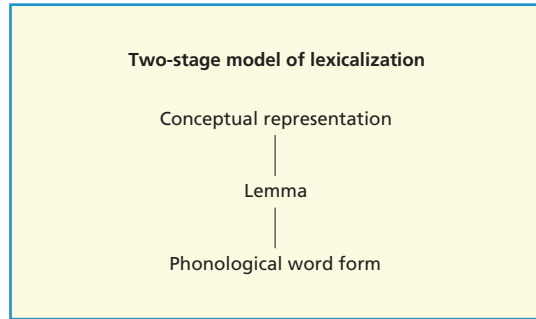 Two-stage model of lexicalization
Conceptual representation
Lemma
Phonological word form